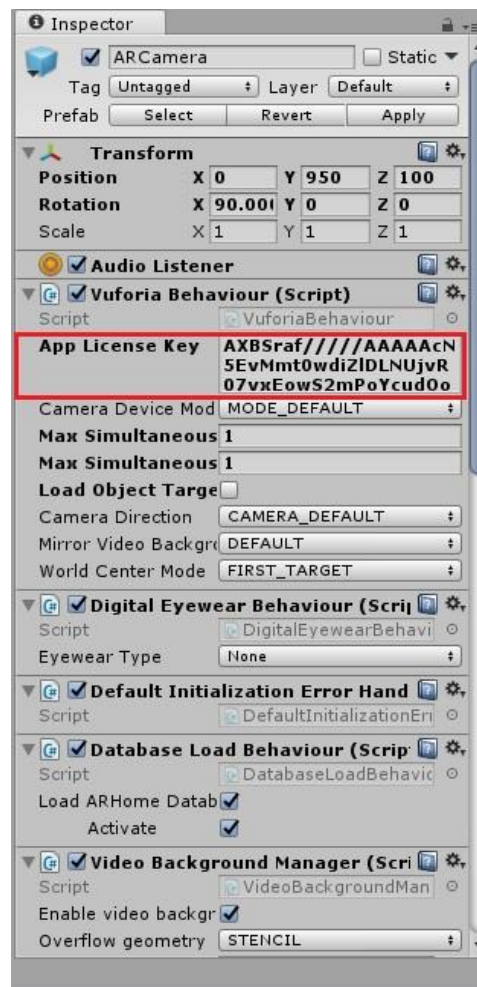 Inspector
ARCamera Static
Tag Untagged Layer Default
Prefab Select Revert Apply
Transform
Position X 0 Y 950 Z 100
Rotation X 90.00( Y 0 Z 0
Scale X 1 Y 1 Z 1
Audio Listener
Vuforia Behaviour (Script)
Script VuforiaBehaviour
App License Key AXBSraf/////AAAAAcN
5EvMmt0wdiZlDLNUjvR
07vxEowS2mPoYcudOo
Camera Device Mod MODE_DEFAULT
Max Simultaneous 1
Max Simultaneous 1
Load Object Targe
Camera Direction CAMERA_DEFAULT
Mirror Video Backgr DEFAULT
World Center Mode FIRST_TARGET
Digital Eyewear Behaviour (Scri
Script DigitalEyewearBehavi
Eyewear Type None
Default Initialization Error Hand
Script DefaultInitializationEr
Database Load Behaviour (Scrip
Script DatabaseLoadBehavio
Load ARHome Datab
Activate
Video Background Manager (Scri
Script VideoBackgroundMan
Enable video backgr
Overflow geometry STENCIL